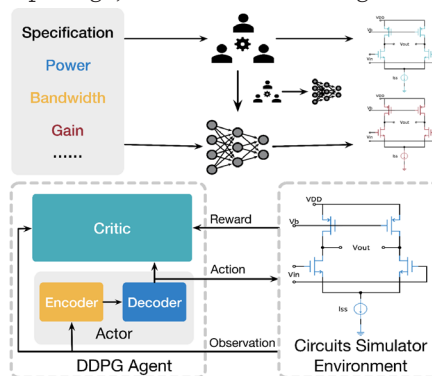 Specification
Power
Bandwidth
Gain
......
VDD
Vb
Vout
Vin
Iss
VDD
Vb
Vout
Vin
Iss
Critic
Encoder
Decoder
Actor
DDPG Agent
Reward
Action
Observation
VDD
Vb
Vout
Vin
Iss
Circuits Simulator
Environment